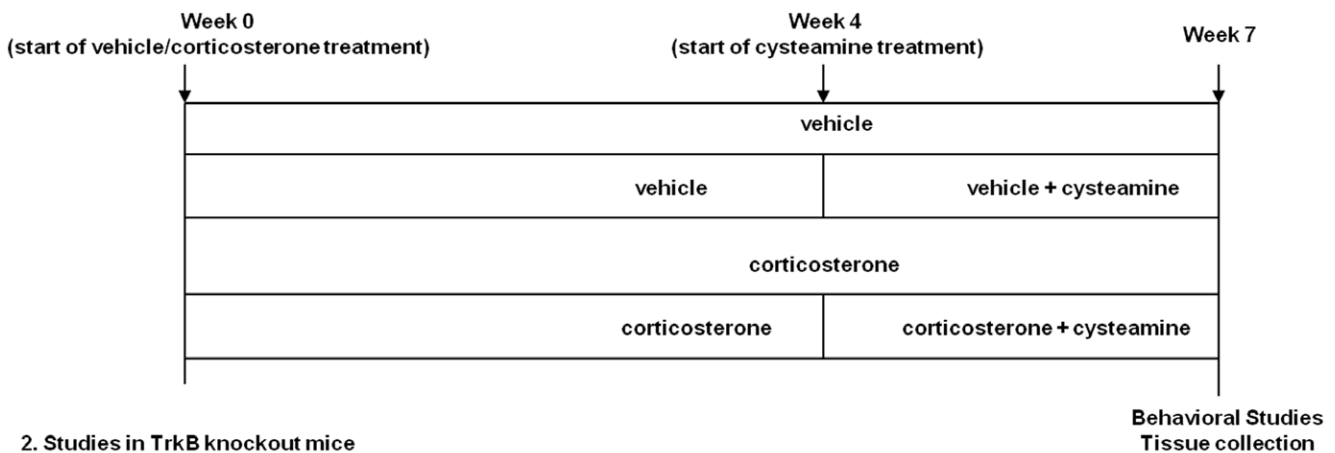 Week 0
(start of vehicle/corticosterone treatment)
Week 4
(start of cysteamine treatment)
Week 7
vehicle
vehicle
vehicle + cysteamine
corticosterone
corticosterone
corticosterone + cysteamine
2. Studies in TrkB knockout mice
Behavioral Studies
Tissue collection